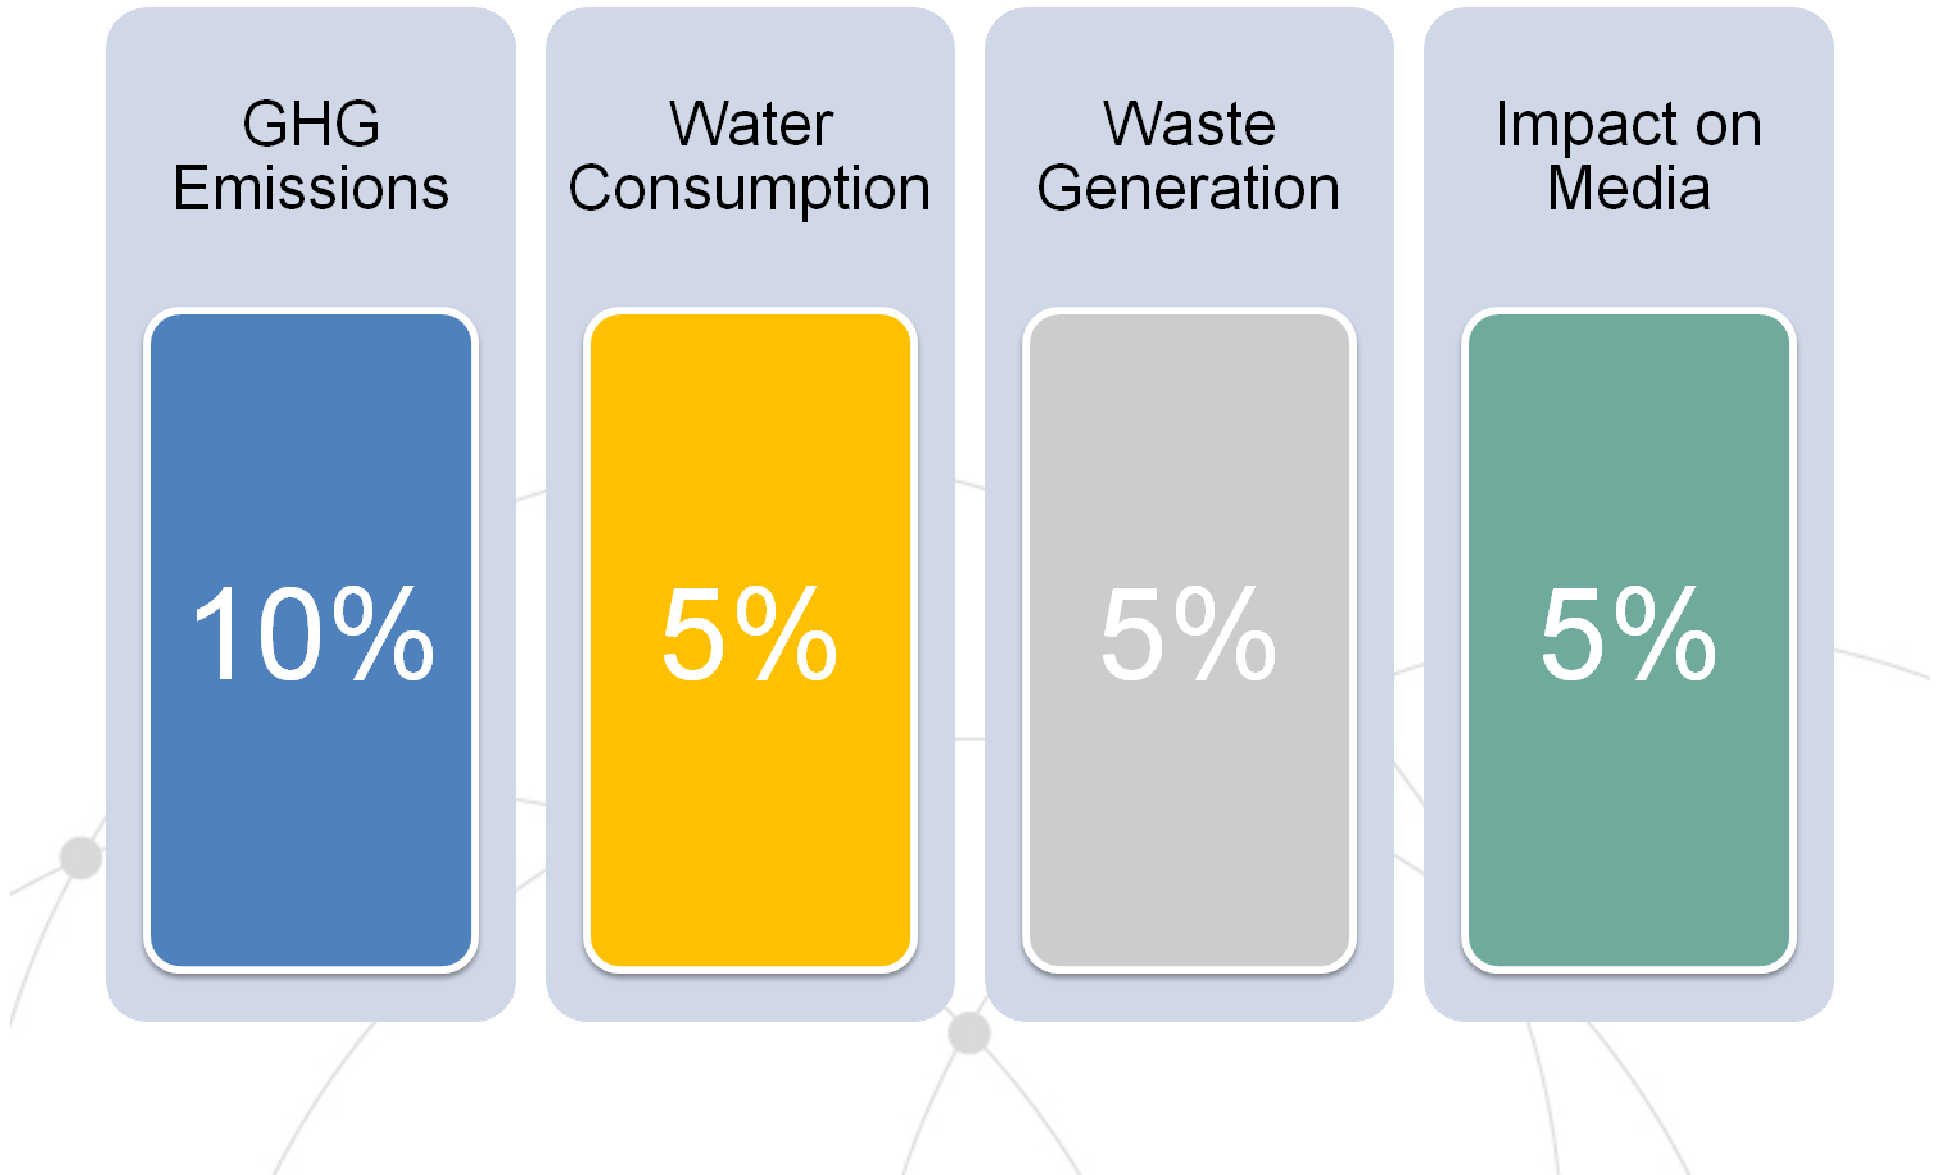 GHG
Emissions
10%
Water
Consumption
5%
Waste
Generation
5%
Impact on
Media
5%